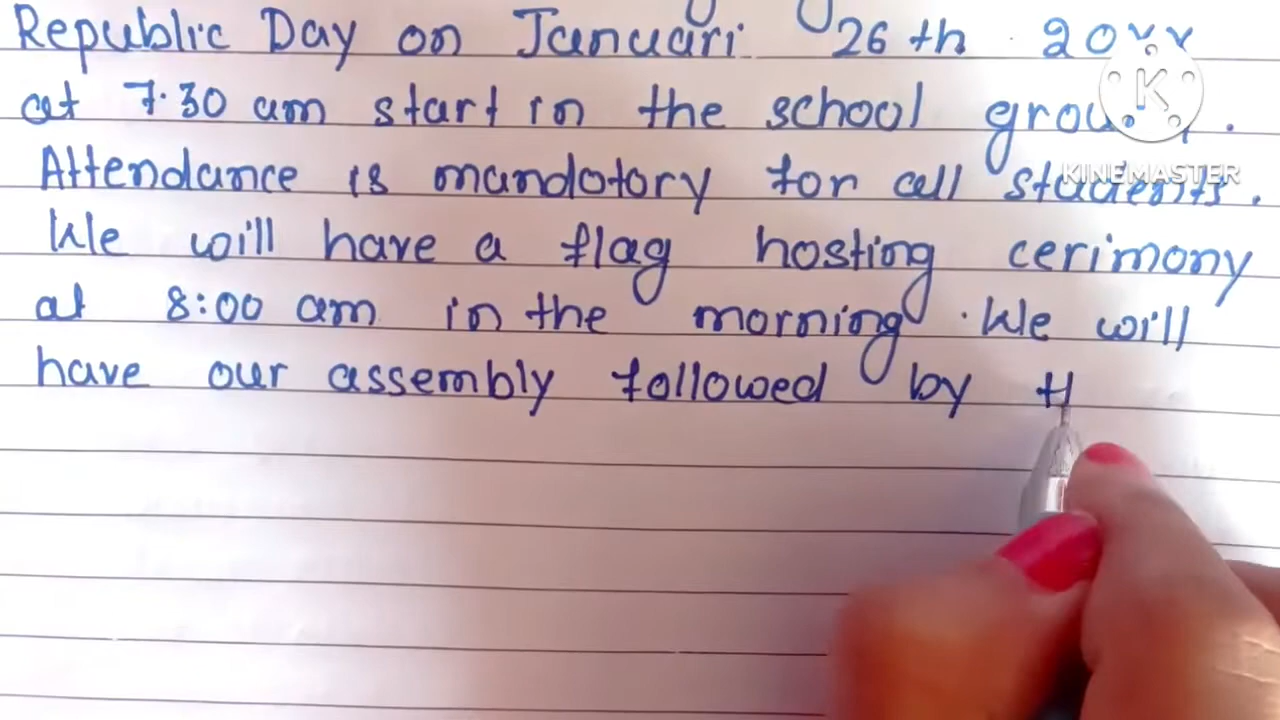 Republic Day on Januari 26th 20
at 7.30 am start in the school
Attendance is mandotory for all students.
We will have a flag hosting cerimony
at 8:00 am in the morning. We will
have our assembly followed by
K
KINEMASTER